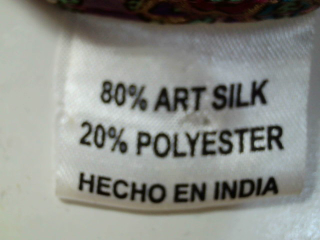 80% ART SILK
20% POLYESTER
HECHO EN INDIA